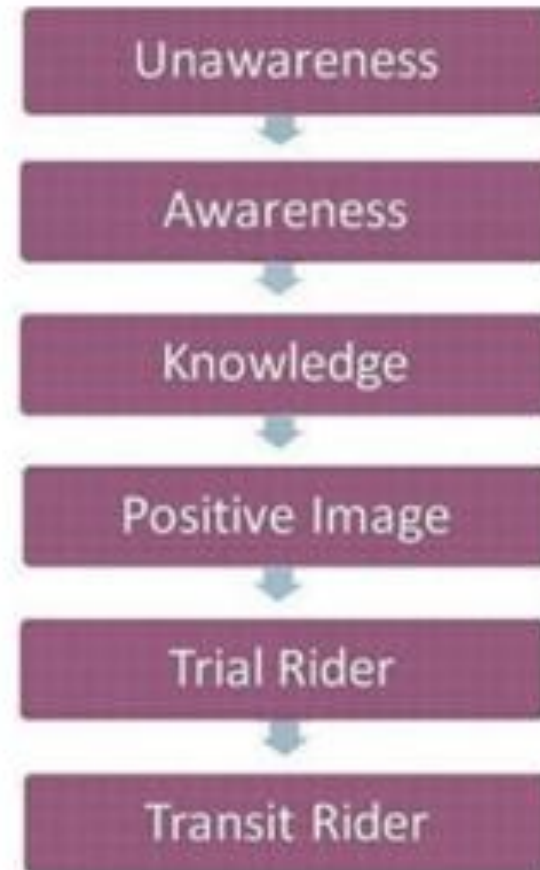 Unawareness
Awareness
Knowledge
Positive Image
Trial Rider
Transit Rider